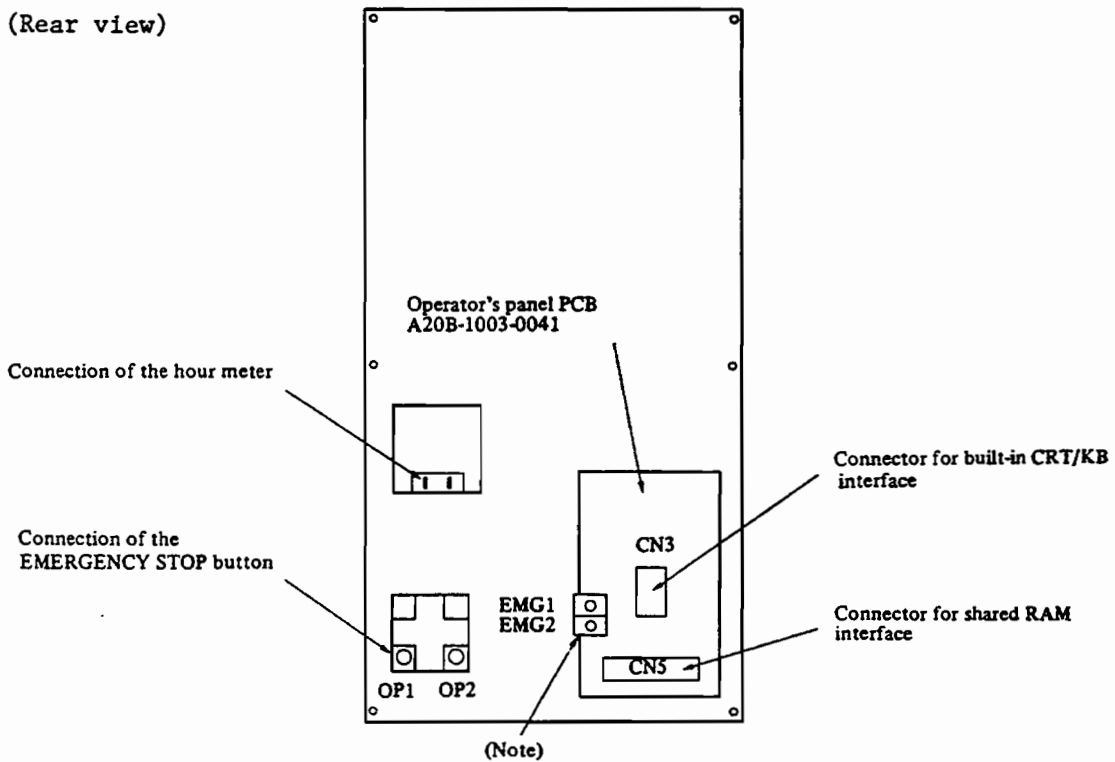 (Rear view)
Operator's panel PCB
A20B-1003-0041
Connection of the hour meter
Connector for built-in CRT/KB
interface
Connection of the
EMERGENCY STOP button
CN3
EMG1
EMG2
Connector for shared RAM
interface
CN5
OP1 OP2
(Note)